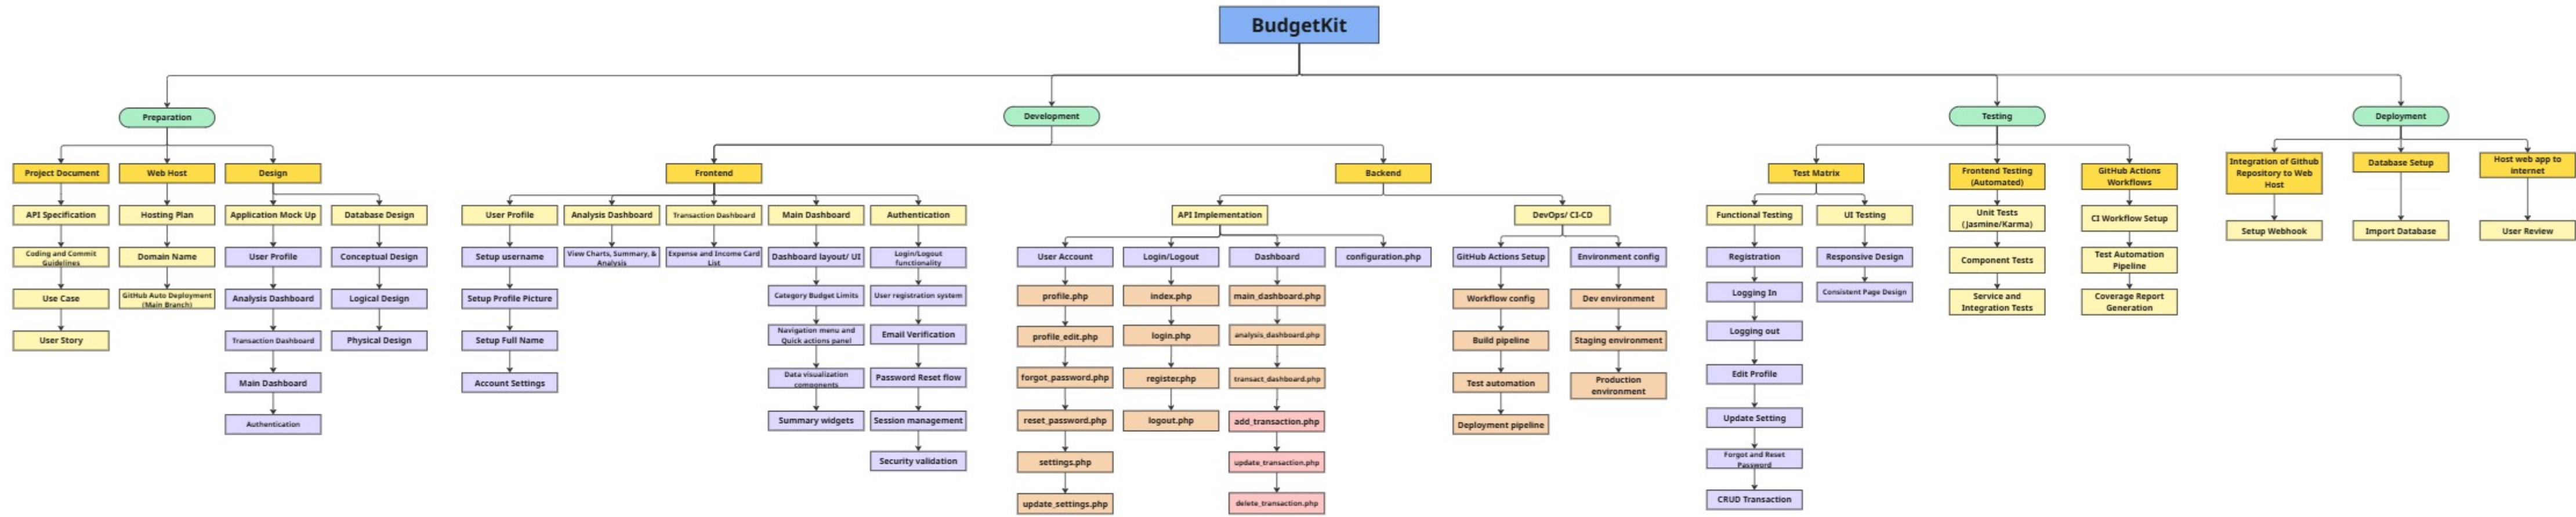 BudgetKit
Preparation
Development
Testing
Deployment
Project Document
Web Host
Design
Frontend
Backend
Test Matrix
Frontend Testing
(Automated)
GitHub Actions
Workflows
Integration of Github
Repository to Web
Host
Database Setup
Host web app to
internet
API Specification
Coding and Commit
Guidelines
Use Case
User Story
Hosting Plan
Domain Name
GitHub Auto Deployment
(Main Branch)
Application Mock Up
User Profile
Analysis Dashboard
Transaction Dashboard
Main Dashboard
Authentication
Database Design
Conceptual Design
Logical Design
Physical Design
User Profile
Setup username
Setup Profile Picture
Setup Full Name
Account Settings
Analysis Dashboard
View Charts, Summary, &
Analysis
Transaction Dashboard
Expense and Income Card
List
Main Dashboard
Dashboard layout/ UI
Category Budget Limits
Navigation menu and
Quick actions panel
Data visualization
components
Summary widgets
Authentication
Login/Logout
functionality
User registration system
Email Verification
Password Reset flow
Session management
Security validation
API Implementation
User Account
profile.php
profile_edit.php
forgot_password.php
reset_password.php
settings.php
update_settings.php
Login/Logout
index.php
login.php
register.php
logout.php
Dashboard
main_dashboard.php
analysis_dashboard.php
transact_dashboard.php
add_transaction.php
update_transaction.php
delete_transaction.php
configuration.php
DevOps/ CI-CD
GitHub Actions Setup
Workflow config
Build pipeline
Test automation
Deployment pipeline
Environment config
Dev environment
Staging environment
Production
environment
Functional Testing
Registration
Logging In
Logging out
Edit Profile
Update Setting
Forgot and Reset
Password
CRUD Transaction
UI Testing
Responsive Design
Consistent Page Design
Unit Tests
(Jasmine/Karma)
Component Tests
Service and
Integration Tests
CI Workflow Setup
Test Automation
Pipeline
Coverage Report
Generation
Setup Webhook
Import Database
User Review